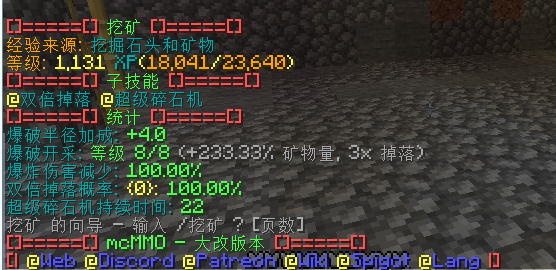 []=====[] 挖矿 []=====[]
经验来源: 挖掘石头和矿物
等级: 1,131 XP(18,041/23,640)
[]=====[] 子技能 []=====[]
@双倍掉落 @超级碎石机
[]=====[] 统计 []=====[]
爆破半径加成: +4.0
爆破开采: 等级 8/8 (+233.33% 矿物量, 3x 掉落)
爆炸伤害减少: 100.00%
双倍掉落概率: {0}: 100.00%
超级碎石机持续时间: 22
挖矿 的向导 - 输入 /挖矿 ? [页数]
[]=====[] mcMMO - 大改版本 []=====[]
[| @Web @Discord @Patreon @Wiki @Spigot @Lang |]